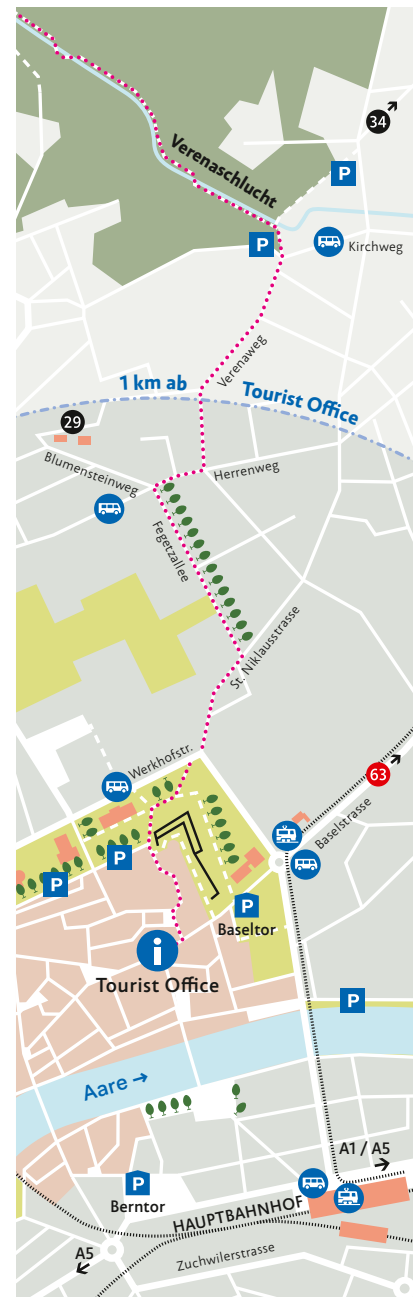 34
Verenaschlucht
P
P
Kirchweg
Verenaweg
1 km ab Tourist Office
29
Blumensteinweg
Herrenweg
Fegetzallee
St. Niklausstrasse
Werkhofstr.
63
Baselstrasse
P
P
P
Baseltor
i
Tourist Office
P
Aare →
A1 / A5
P
Berntor
HAUPTBAHNHOF
A5
Zuchwilerstrasse